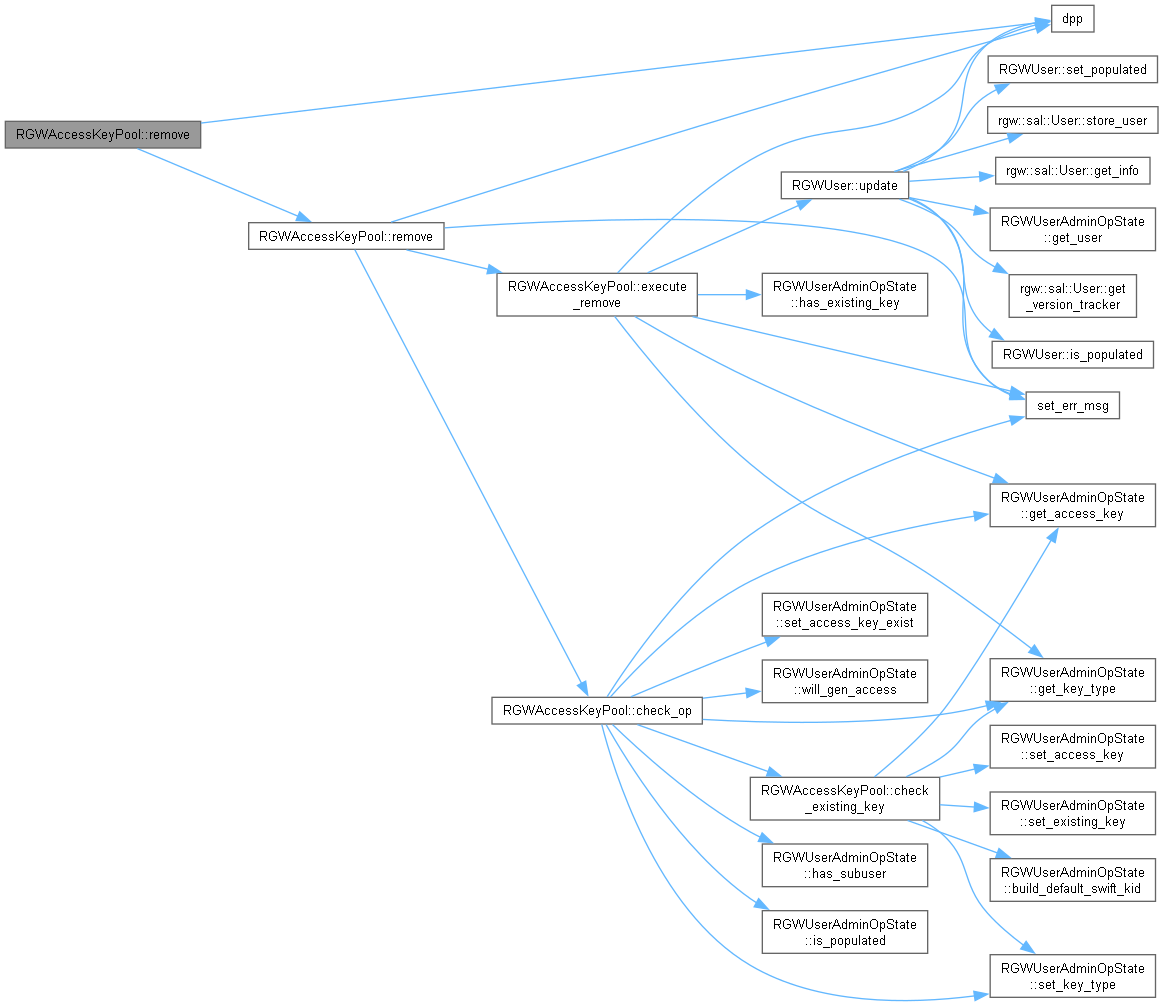 dpp
RGWUser::set_populated
rgw::sal::User::store_user
RGWAccessKeyPool::remove
rgw::sal::User::get_info
RGWUser::update
RGWUserAdminOpState
::get_user
RGWAccessKeyPool::remove
rgw::sal::User::get
_version_tracker
RGWAccessKeyPool::execute
_remove
RGWUserAdminOpState
::has_existing_key
RGWUser::is_populated
set_err_msg
RGWUserAdminOpState
::get_access_key
RGWUserAdminOpState
::set_access_key_exist
RGWUserAdminOpState
::will_gen_access
RGWUserAdminOpState
::get_key_type
RGWAccessKeyPool::check_op
RGWUserAdminOpState
::set_access_key
RGWAccessKeyPool::check
_existing_key
RGWUserAdminOpState
::set_existing_key
RGWUserAdminOpState
::has_subuser
RGWUserAdminOpState
::build_default_swift_kid
RGWUserAdminOpState
::is_populated
RGWUserAdminOpState
::set_key_type